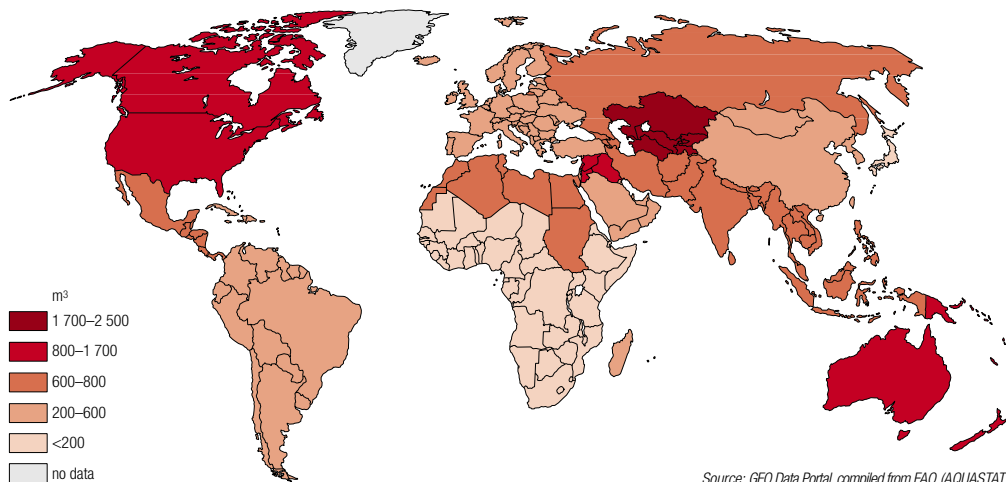 m³
1 700–2 500
800–1 700
600–800
200–600
<200
no data
Source: GEO Data Portal, compiled from FAO (AQUASTAT